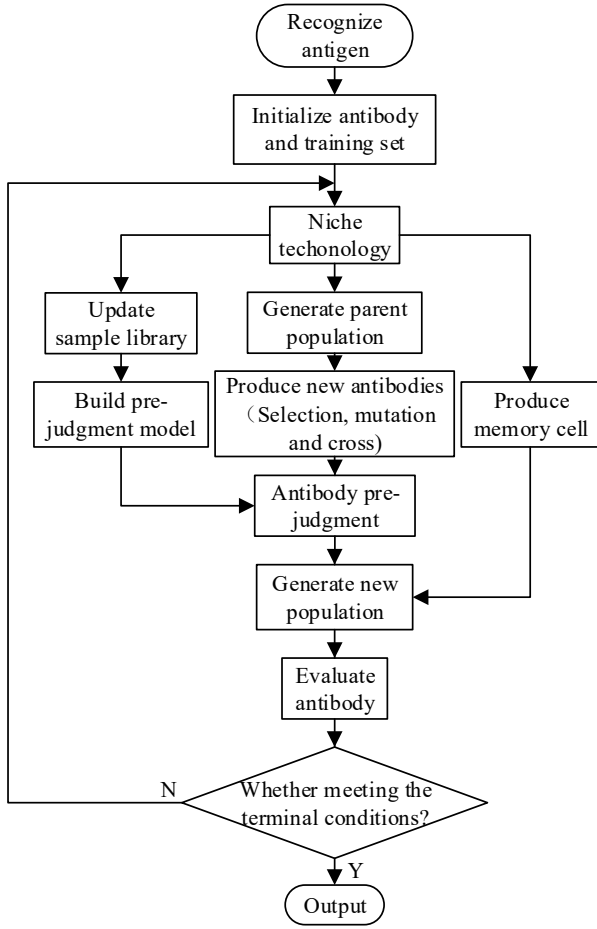 Recognize
antigen
Initialize antibody
and training set
Niche
techonology
Update
sample library
Generate parent
population
Build pre-
judgment model
Produce new antibodies
（Selection, mutation
and cross)
Produce
memory cell
Antibody pre-
judgment
Generate new
population
Evaluate
antibody
N
Whether meeting the
terminal conditions?
Y
Output